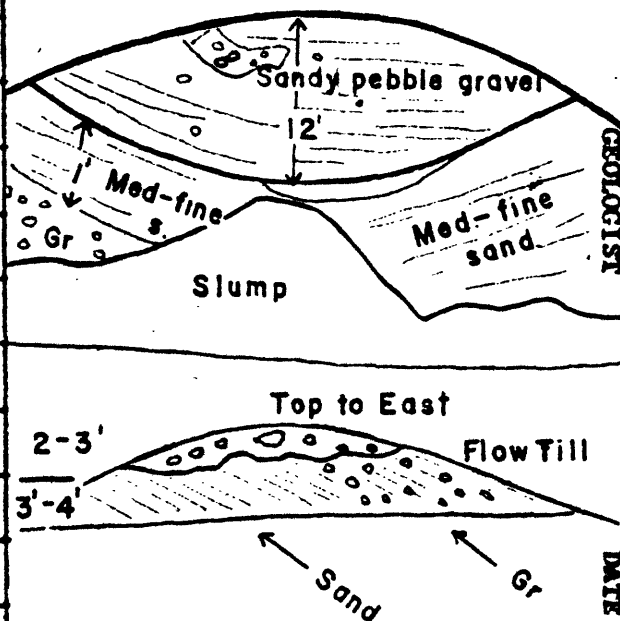 Sandy pebble gravel
12'
1'
Med-fine
s.
Gr
Med-fine
sand
Slump
GEOLOGIST
Top to East
2-3'
Flow Till
3'-4'
Sand
Gr
DATE